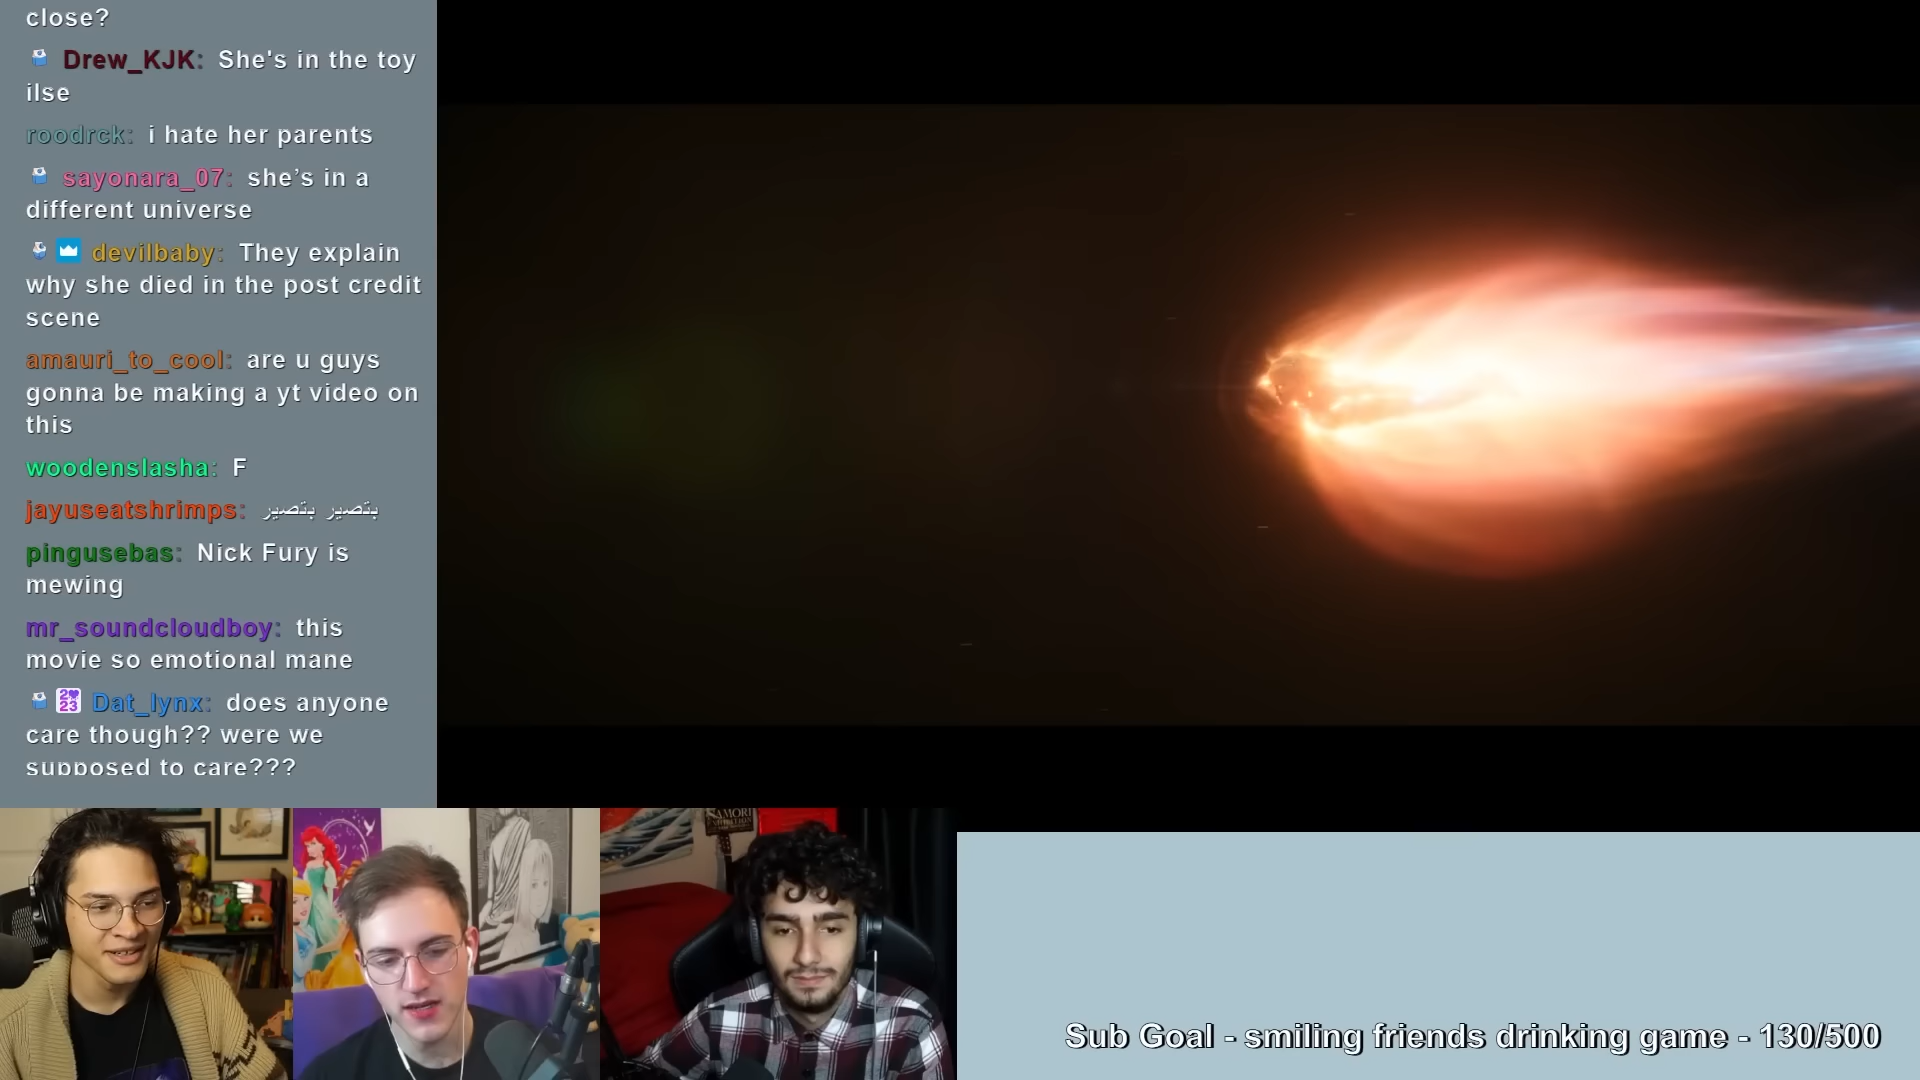 close?
Drew_KJK: She's in the toy
ilse
roodrck: i hate her parents
sayonara_07: she’s in a
different universe
devilbaby: They explain
why she died in the post credit
scene
amauri_to_cool: are u guys
gonna be making a yt video on
this
woodenslasha: F
jayuseatshrimps: بتصير بتصير
pingusebas: Nick Fury is
mewing
mr_soundcloudboy: this
movie so emotional mane
2023 Dat_lynx: does anyone
care though?? were we
supposed to care???
Sub Goal - smiling friends drinking game - 130/500